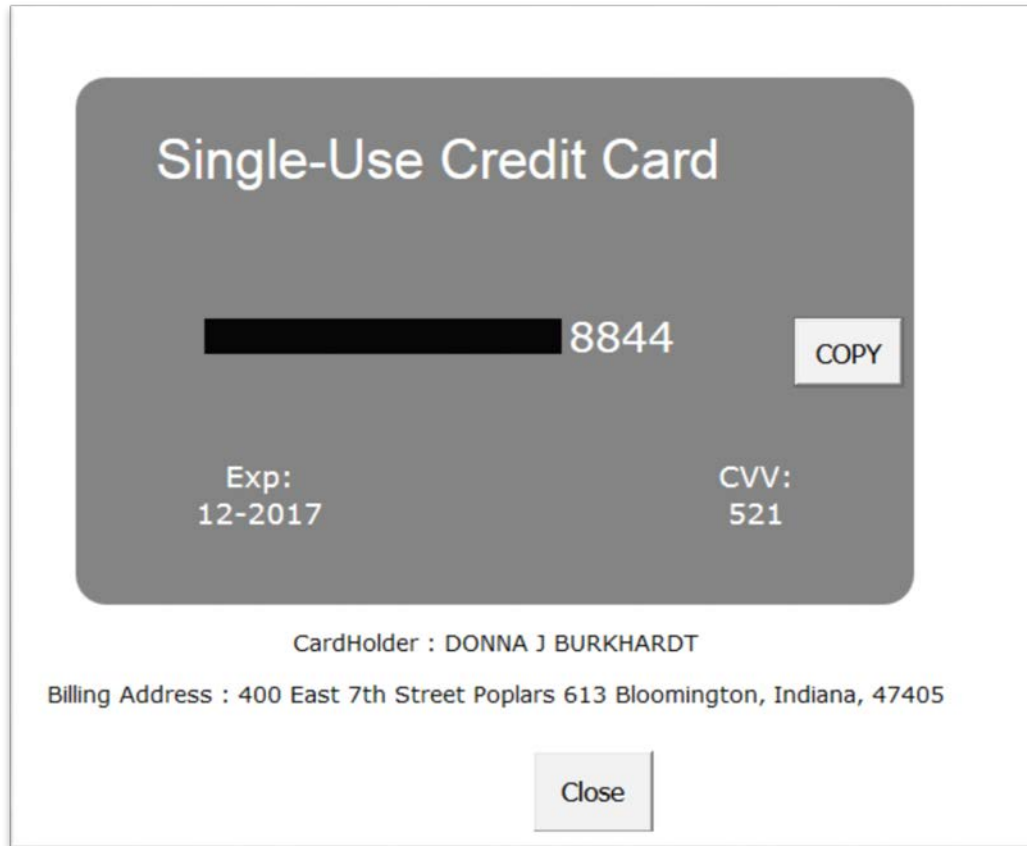 Single-Use Credit Card
8844
COPY
Exp:
12-2017
CVV:
521
CardHolder : DONNA J BURKHARDT
Billing Address : 400 East 7th Street Poplars 613 Bloomington, Indiana, 47405
Close